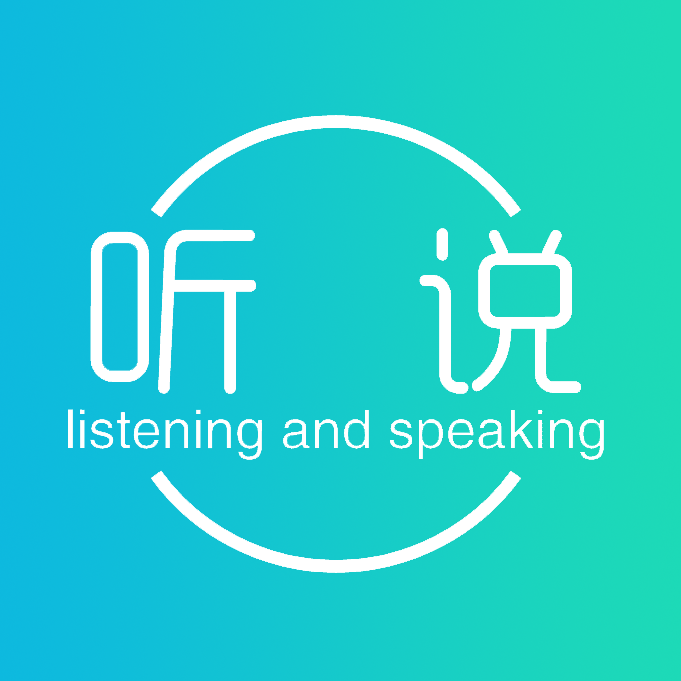 听 说
listening and speaking